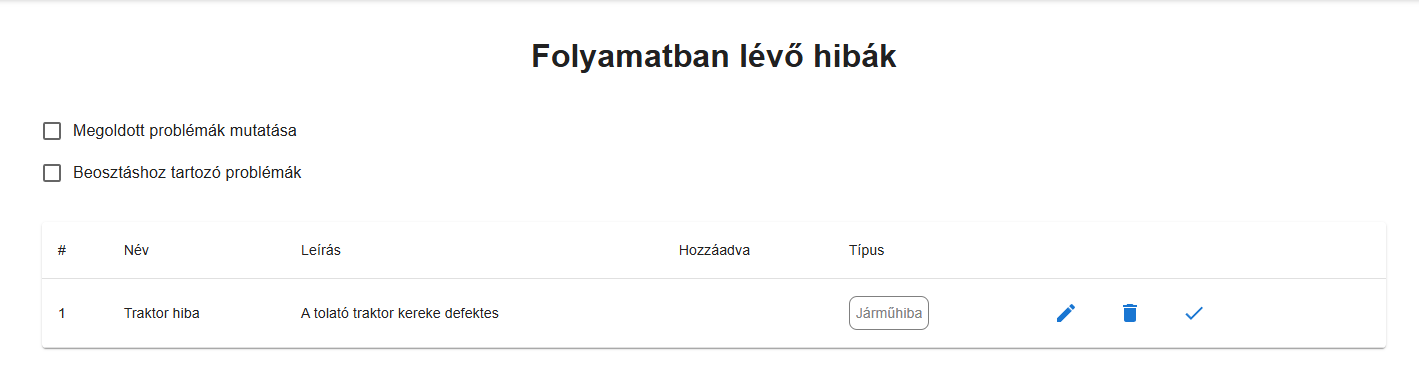 Folyamatban lévő hibák
Megoldott problémák mutatása
Beosztáshoz tartozó problémák
# Név Leírás Hozzáadva Típus
1 Traktor hiba A tolató traktor kereke defektes Járműhiba